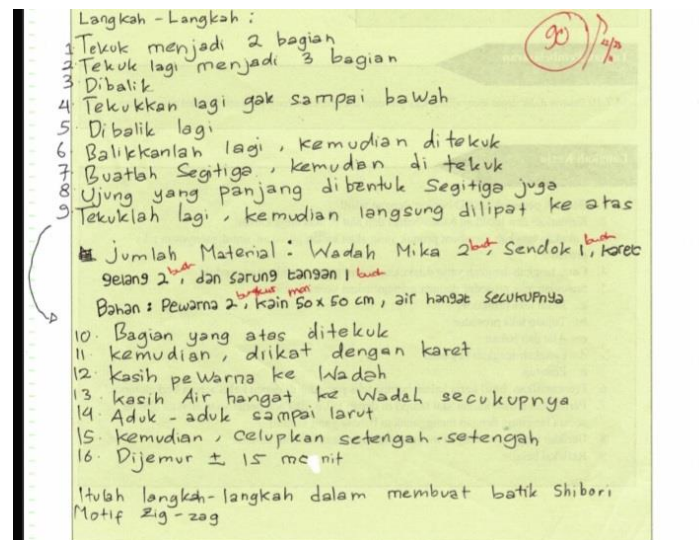 Langkah - Langkah :
1 Tekuk menjadi 2 bagian
2 Tekuk lagi menjadi 3 bagian
3 Dibalik
4. Tekukkan lagi gak sampai bawah
5. Dibalik lagi
6. Balikkanlah lagi, kemudian ditekuk
7. Buatlah Segitiga, kemudan di tekuk
8 Ujung yang panjang dibentuk Segitiga juga
9. Tekuklah lagi, kemudian langsung dilipat ke atas
90
Jumlah Material : Wadah Mika 2 buah, Sendok 1 buah, karet
gelang 2 buah, dan sarung tangan 1 buah
Bahan : Pewarna 2 bungkus, kain 50 x 50 cm, air hangat secukupnya
10. Bagian yang atas ditekuk
11. kemudian, diikat dengan karet
12. kasih pewarna ke Wadah
13. kasih Air hangat ke Wadah secukupnya
14. Aduk - aduk sampai larut
15. kemudian, celupkan setengah-setengah
16. Dijemur ± 15 menit
Itulah langkah-langkah dalam membuat batik Shibori
Motif zig-zag